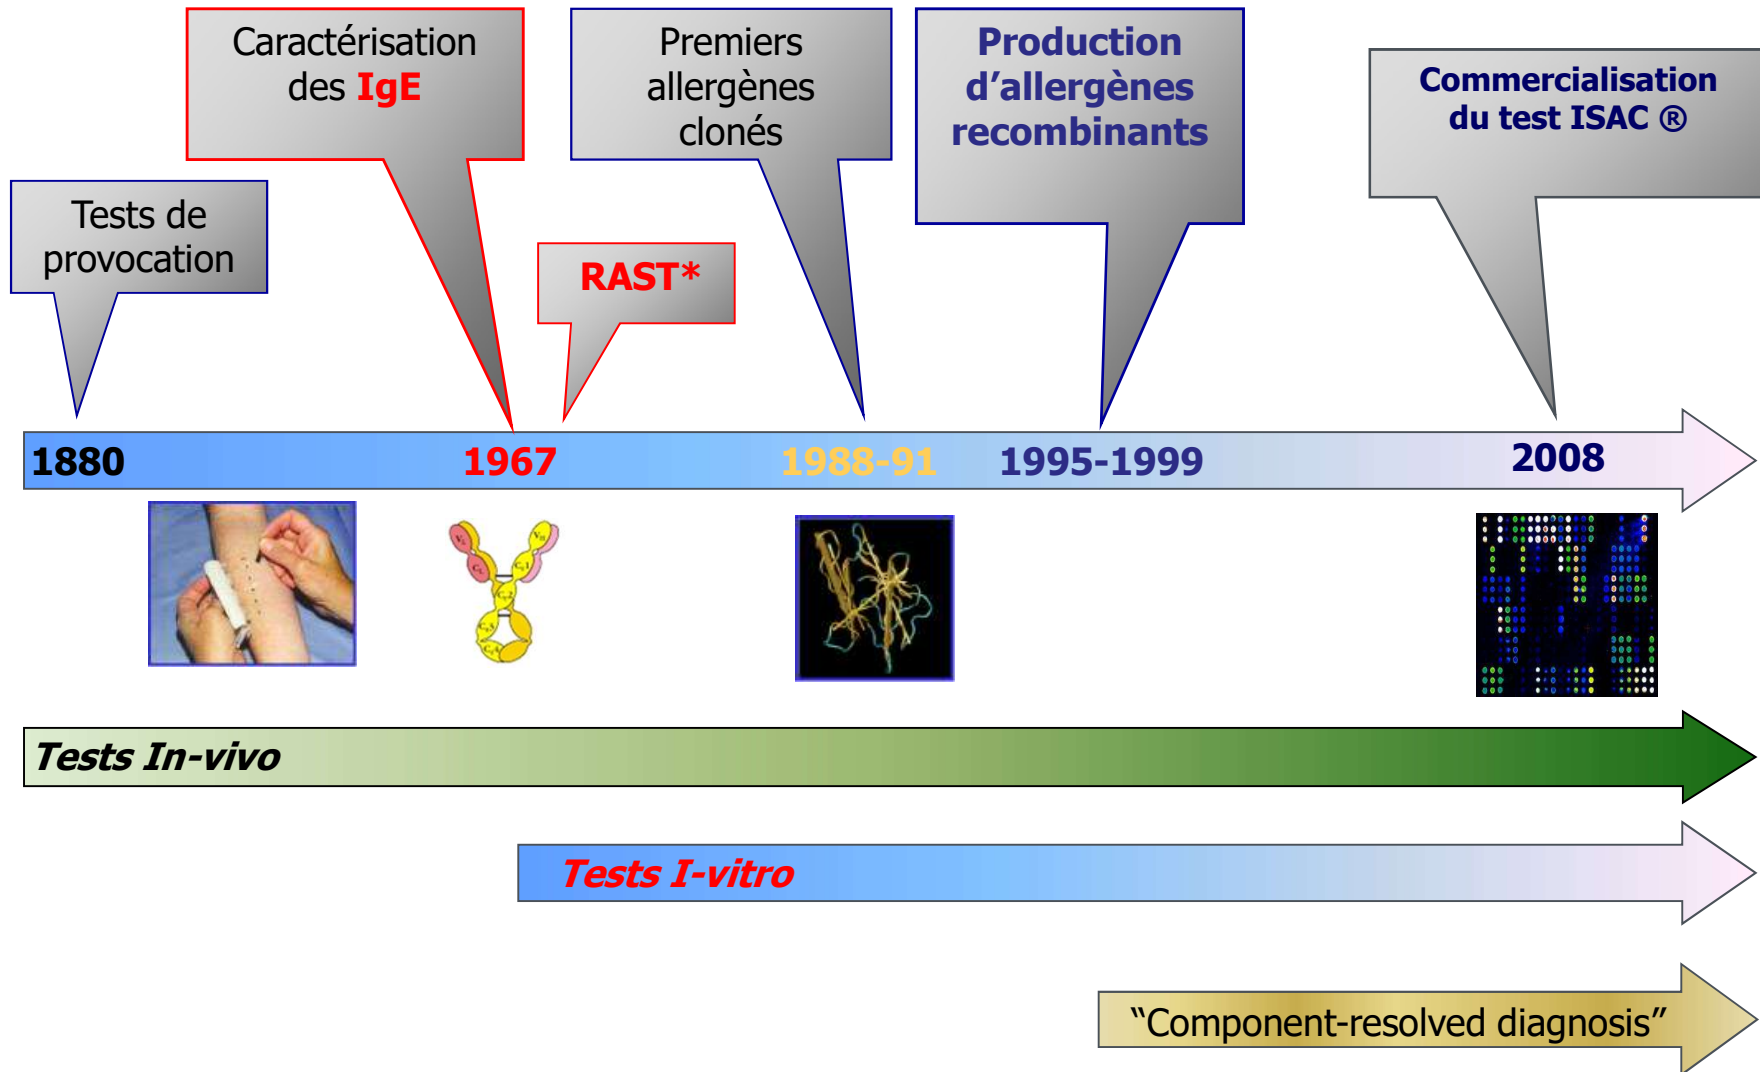 Caractérisation
des IgE
Premiers
allergènes
clonés
Production
d’allergènes
recombinants
Commercialisation
du test ISAC ®
Tests de
provocation
RAST*
1880
1967
1988-91
1995-1999
2008
Tests In-vivo
Tests I-vitro
“Component-resolved diagnosis”